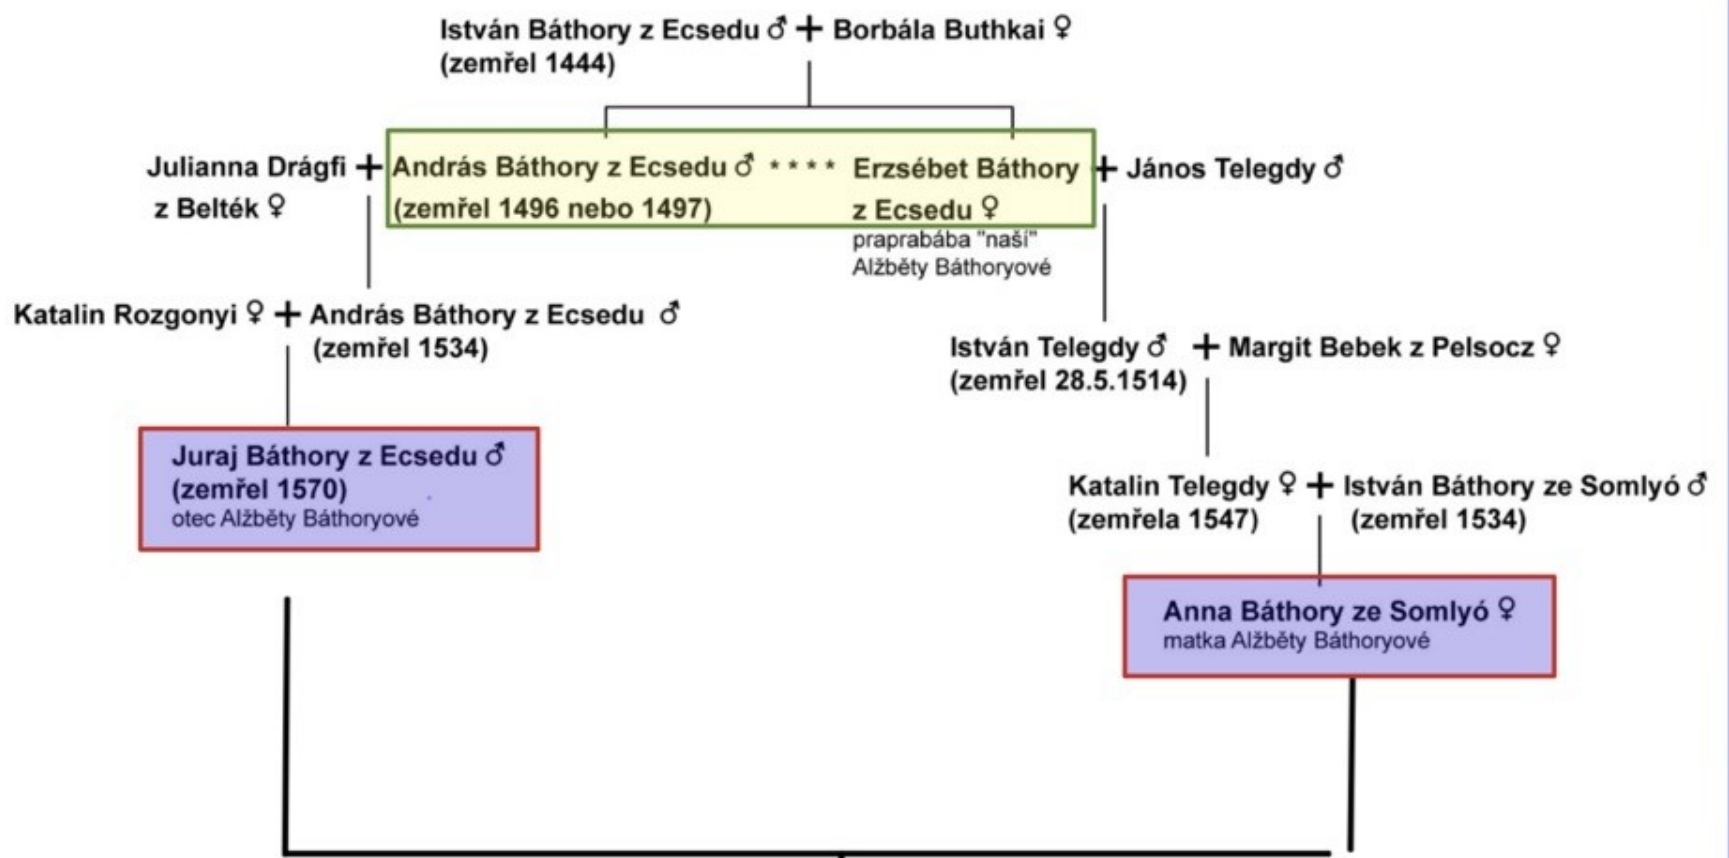 István Báthory z Ecsedu ♂ + Borbála Buthkai ♀
(zemřel 1444)
Julianna Drágfi + András Báthory z Ecsedu ♂ **** Erzsébet Báthory + János Telegdy ♂
z Belték ♀ (zemřel 1496 nebo 1497) z Ecsedu ♀
praprabába "naší"
Alžběty Báthoryové
Katalin Rozgonyi ♀ + András Báthory z Ecsedu ♂
(zemřel 1534)
István Telegdy ♂ + Margit Bebek z Pelsocz ♀
(zemřel 28.5.1514)
Juraj Báthory z Ecsedu ♂
(zemřel 1570)
otec Alžběty Báthoryové
Katalin Telegdy ♀ + István Báthory ze Somlyó ♂
(zemřela 1547) (zemřel 1534)
Anna Báthory ze Somlyó ♀
matka Alžběty Báthoryové